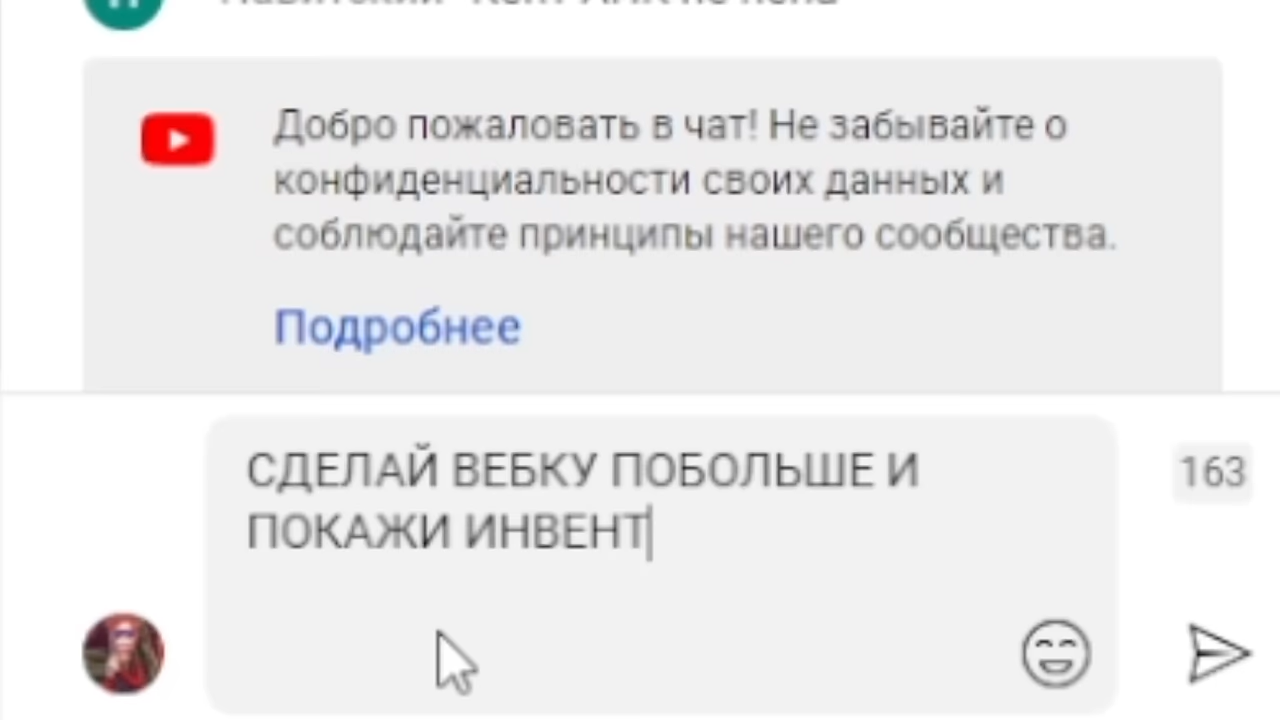 Добро пожаловать в чат! Не забывайте о
конфиденциальности своих данных и
соблюдайте принципы нашего сообщества.
Подробнее
СДЕЛАЙ ВЕБКУ ПОБОЛЬШЕ И
ПОКАЖИ ИНВЕНТ
163